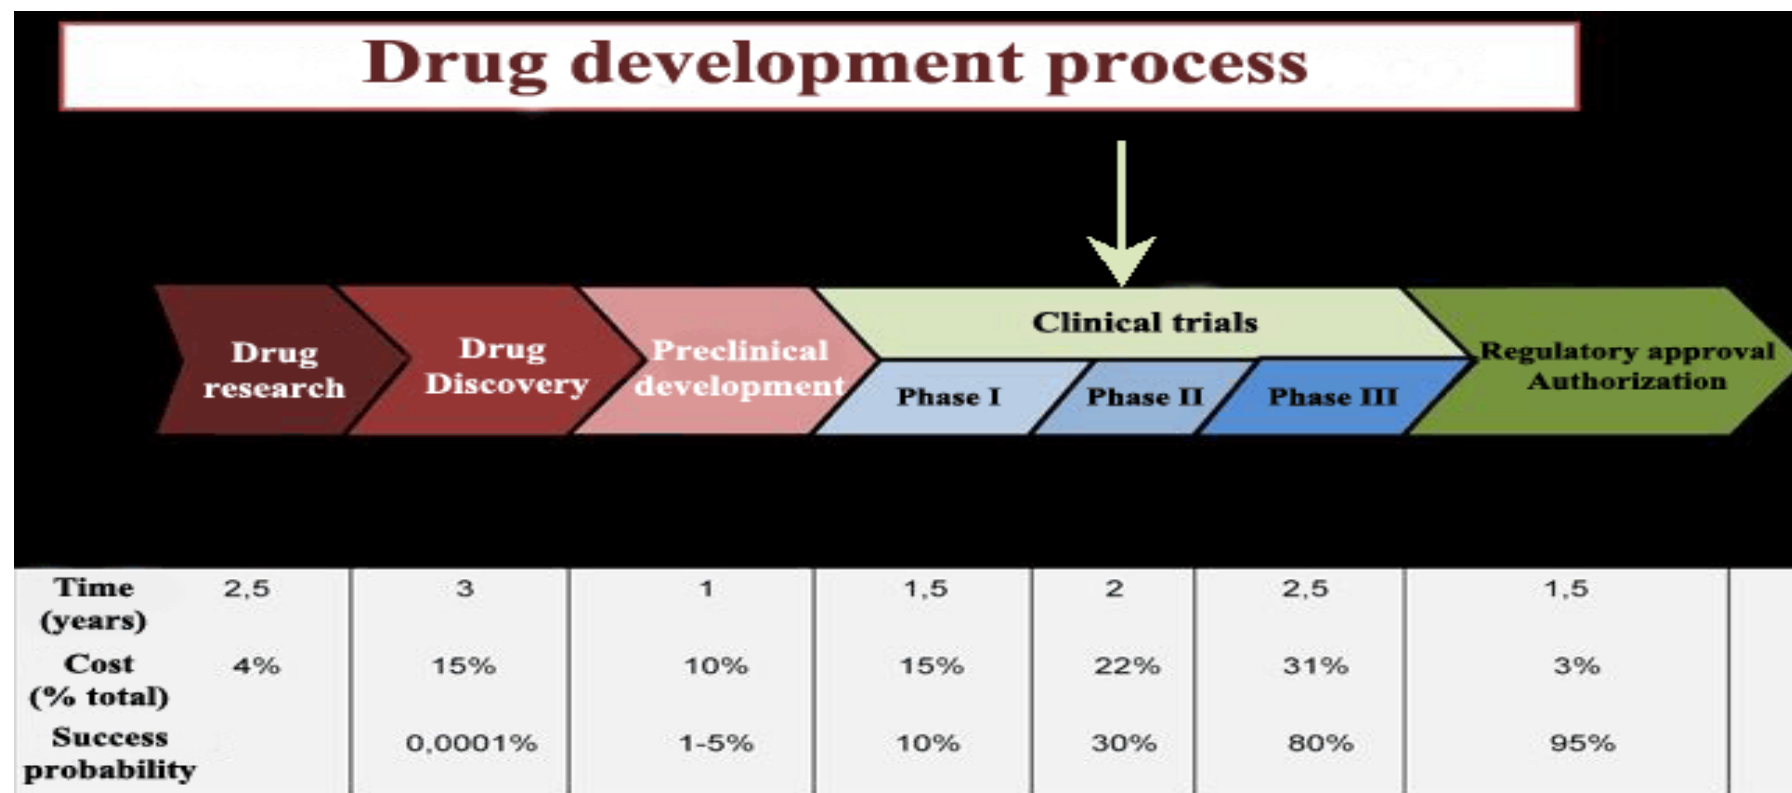 Drug development process
Drug
research
Drug
Discovery
Preclinical
development
Clinical trials
Phase I
Phase II
Phase III
Regulatory approval
Authorization
Time
(years)
2,5
3
1
1,5
2
2,5
1,5
Cost
(% total)
4%
15%
10%
15%
22%
31%
3%
Success
probability
0,0001%
1-5%
10%
30%
80%
95%